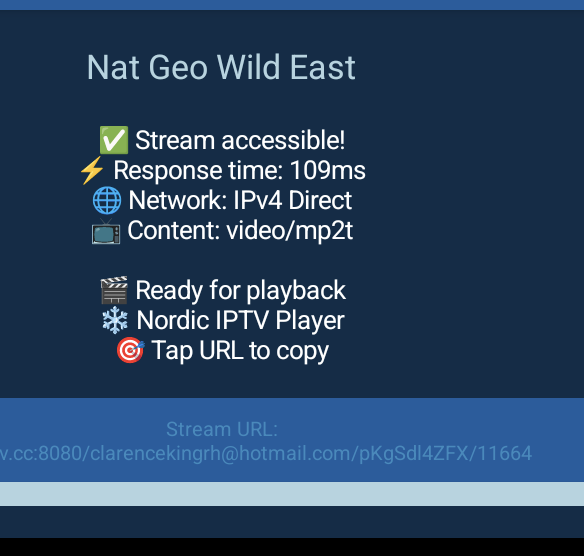 Nat Geo Wild East
✅ Stream accessible!
⚡ Response time: 109ms
🌐 Network: IPv4 Direct
📺 Content: video/mp2t
🎬 Ready for playback
❄️ Nordic IPTV Player
🎯 Tap URL to copy
Stream URL:
v.cc:8080/clarencekingrh@hotmail.com/pKgSdl4ZFX/11664